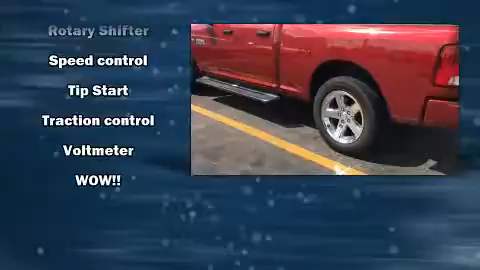 Rotary Shifter
Speed control
Tip Start
Traction control
Voltmeter
WOW!!